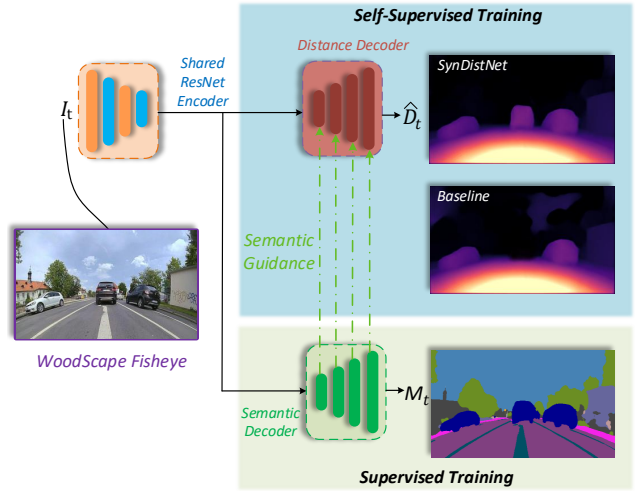 Self-Supervised Training
Distance Decoder
SynDistNet
Shared
ResNet
Encoder
I_t
D̂_t
Baseline
Semantic
Guidance
WoodScape Fisheye
M_t
Semantic
Decoder
Supervised Training